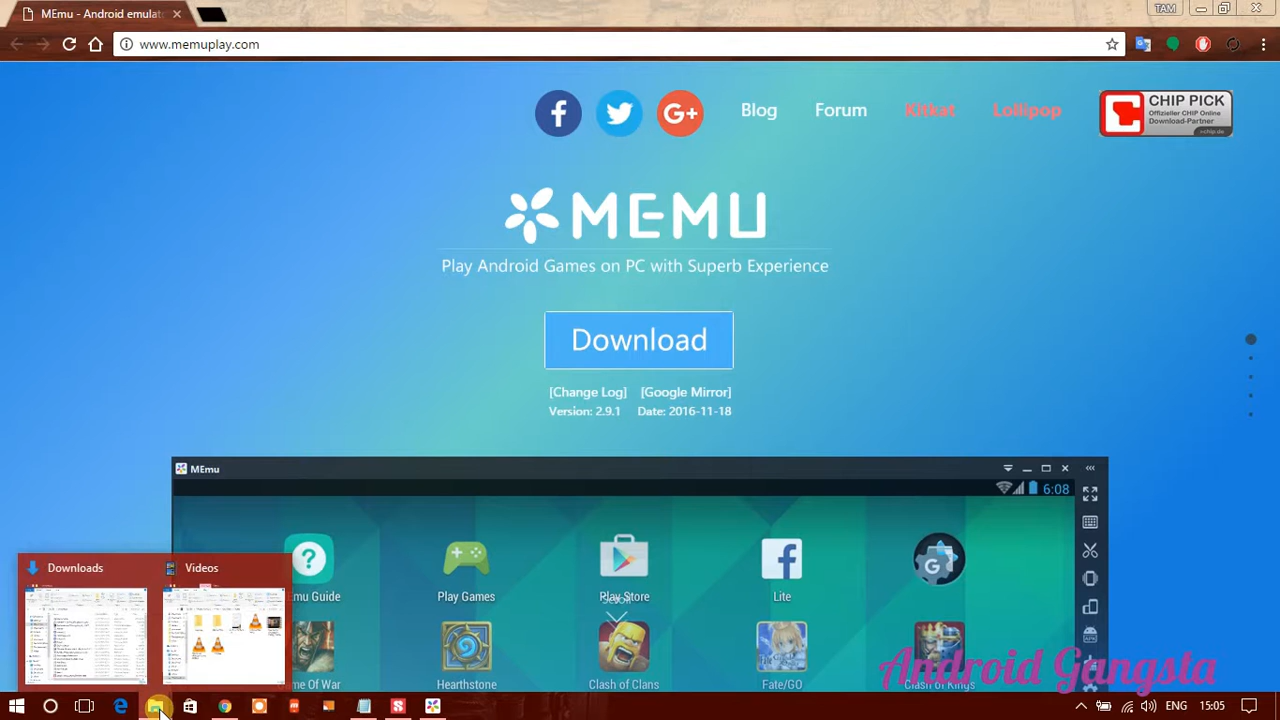 MEmu - Android emulat
TAM
www.memuplay.com
Blog
Forum
Kitkat
Lollipop
CHIP PICK
Offizieller CHIP Online
Download-Partner
>chip.de
MEMU
Play Android Games on PC with Superb Experience
Download
[Change Log] [Google Mirror]
Version: 2.9.1 Date: 2016-11-18
MEmu
6:08
mu Guide
Play Games
Play Store
Lite
me Of War
Hearthstone
Clash of Clans
Fate/GO
Clash of Kings
Downloads
Videos
Android Gangsta
ENG
15:05